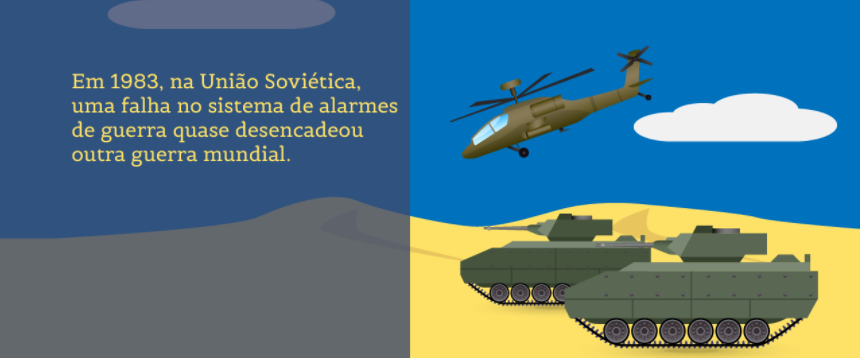 Em 1983, na União Soviética,
uma falha no sistema de alarmes
de guerra quase desencadeou
outra guerra mundial.